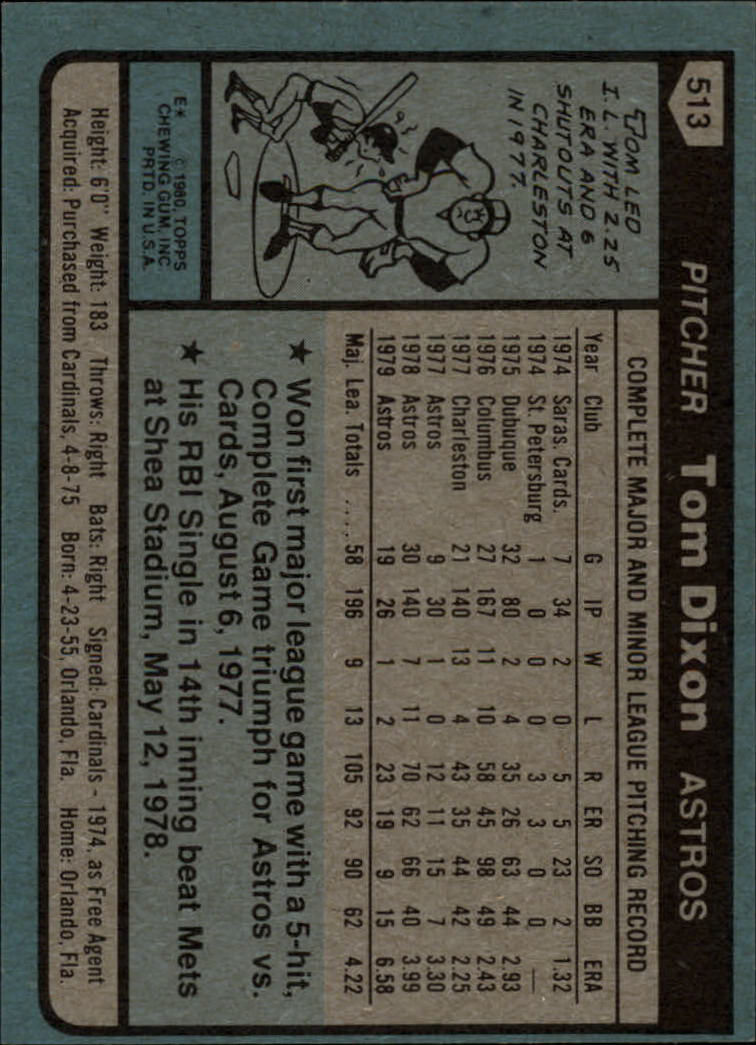 513
PITCHER Tom Dixon ASTROS
TOM LED
I.L. WITH 2.25
ERA AND 6
SHUTOUTS AT
CHARLESTON
IN 1977.
E* © 1980, TOPPS
CHEWING GUM, INC
PRTD. IN U.S.A.
COMPLETE MAJOR AND MINOR LEAGUE PITCHING RECORD
Year Club G IP W L R ER SO BB ERA
1974 Saras. Cards. 7 34 2 0 5 5 23 2 1.32
1974 St. Petersburg 1 0 0 0 3 3 0 0 —
1975 Dubuque 32 80 2 4 35 26 63 44 2.93
1976 Columbus 27 167 11 10 58 45 98 49 2.43
1977 Charleston 21 140 13 4 43 35 44 42 2.25
1977 Astros 9 30 1 0 12 11 15 7 3.30
1978 Astros 30 140 7 11 70 62 66 40 3.99
1979 Astros 19 26 1 2 23 19 9 15 6.58
Maj. Lea. Totals .... 58 196 9 13 105 92 90 62 4.22
★ Won first major league game with a 5-hit,
Complete Game triumph for Astros vs.
Cards, August 6, 1977.
★ His RBI Single in 14th inning beat Mets
at Shea Stadium, May 12, 1978.
Height: 6'0" Weight: 183 Throws: Right Bats: Right Signed: Cardinals - 1974, as Free Agent
Acquired: Purchased from Cardinals, 4-8-75 Born: 4-23-55, Orlando, Fla. Home: Orlando, Fla.